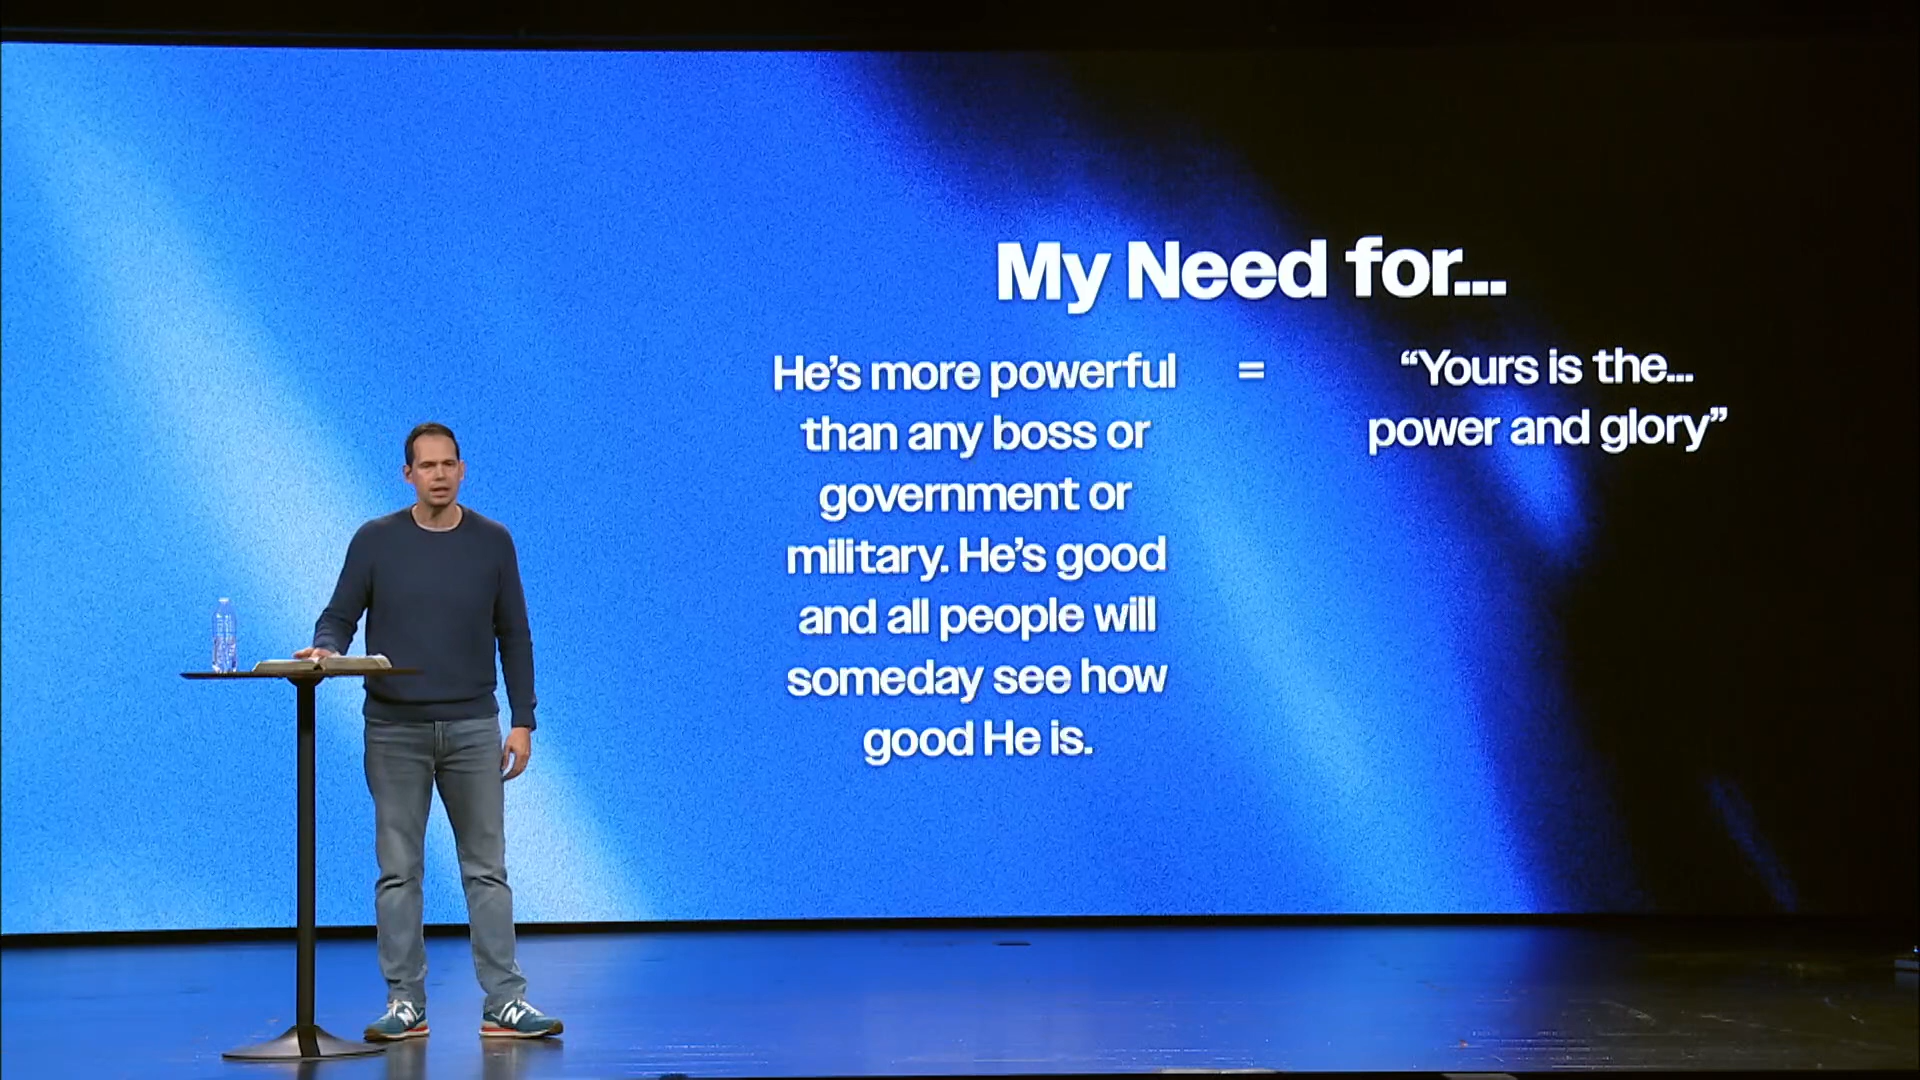 My Need for...
He's more powerful
than any boss or
government or
military. He's good
and all people will
someday see how
good He is.
=
“Yours is the...
power and glory”
N
N